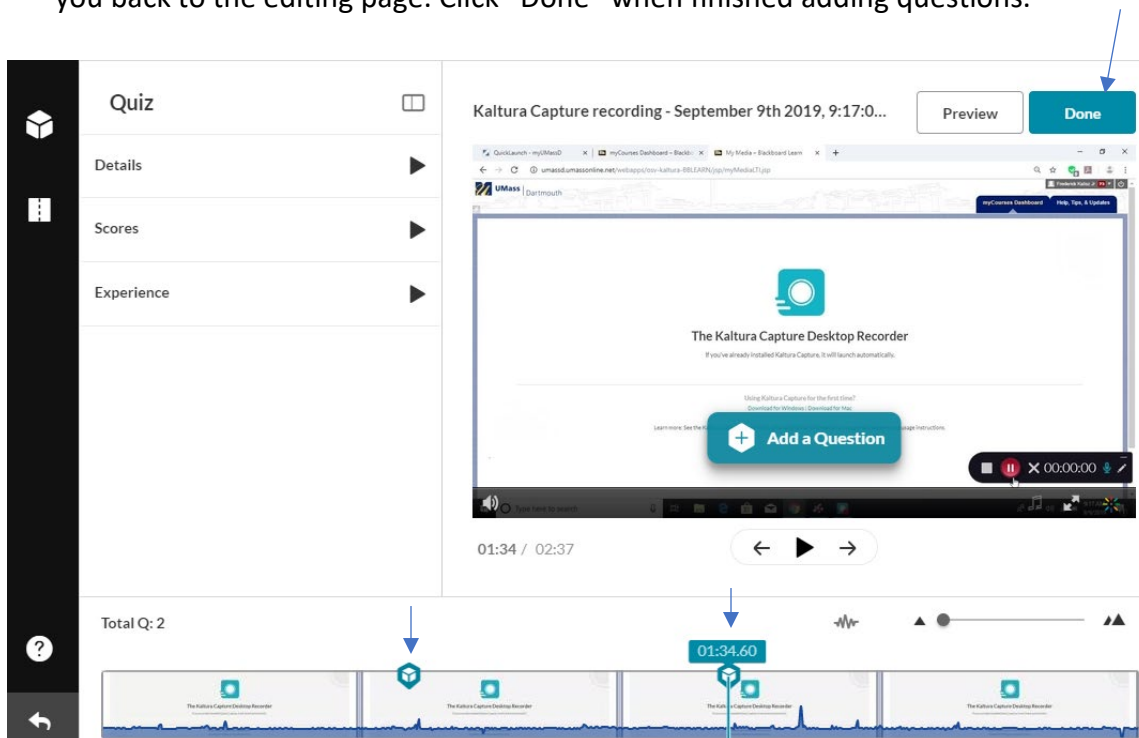 you back to the editing page. Click "Done" when finished adding questions.
Quiz
Kaltura Capture recording - September 9th 2019, 9:17:0...
Preview
Done
Details
Scores
Experience
QuickLaunch - myUMassD
myCourses Dashboard – Blackb
My Media – Blackboard Learn
umassd.umassonline.net/webapps/osv-kaltura-BBLEARN/jsp/myMediaLTI.jsp
UMass Dartmouth
myCourses Dashboard
Help, Tips, & Updates
The Kaltura Capture Desktop Recorder
If you've already installed Kaltura Capture, it will launch automatically.
Using Kaltura Capture for the first time?
Download for Windows | Download for Mac
Learn more. See the
usage instructions.
Add a Question
00:00:00
Type here to search
01:34 / 02:37
Total Q: 2
01:34.60
The Kaltura Capture Desktop Recorder
The Kaltura Capture Desktop Recorder
The Kaltura Capture Desktop Recorder
The Kaltura Capture Desktop Recorder